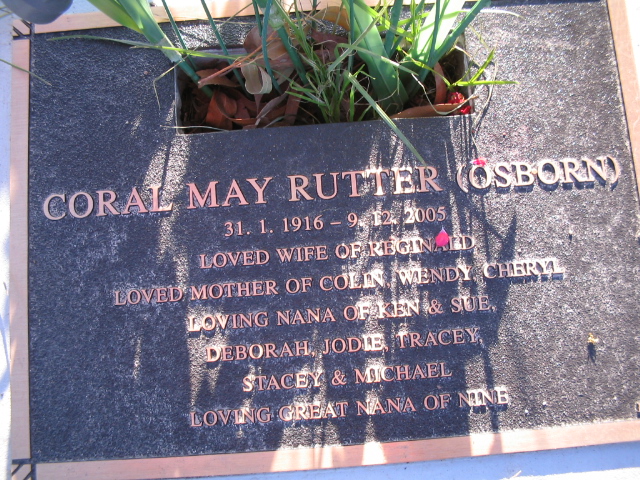 CORAL MAY RUTTER (OSBORN)
31. 1. 1916 - 9. 12. 2005
LOVED WIFE OF REGINALD
LOVED MOTHER OF COLIN, WENDY, CHERYL,
LOVING NANA OF KEN & SUE,
DEBORAH, JODIE, TRACEY,
STACEY & MICHAEL
LOVING GREAT NANA OF NINE